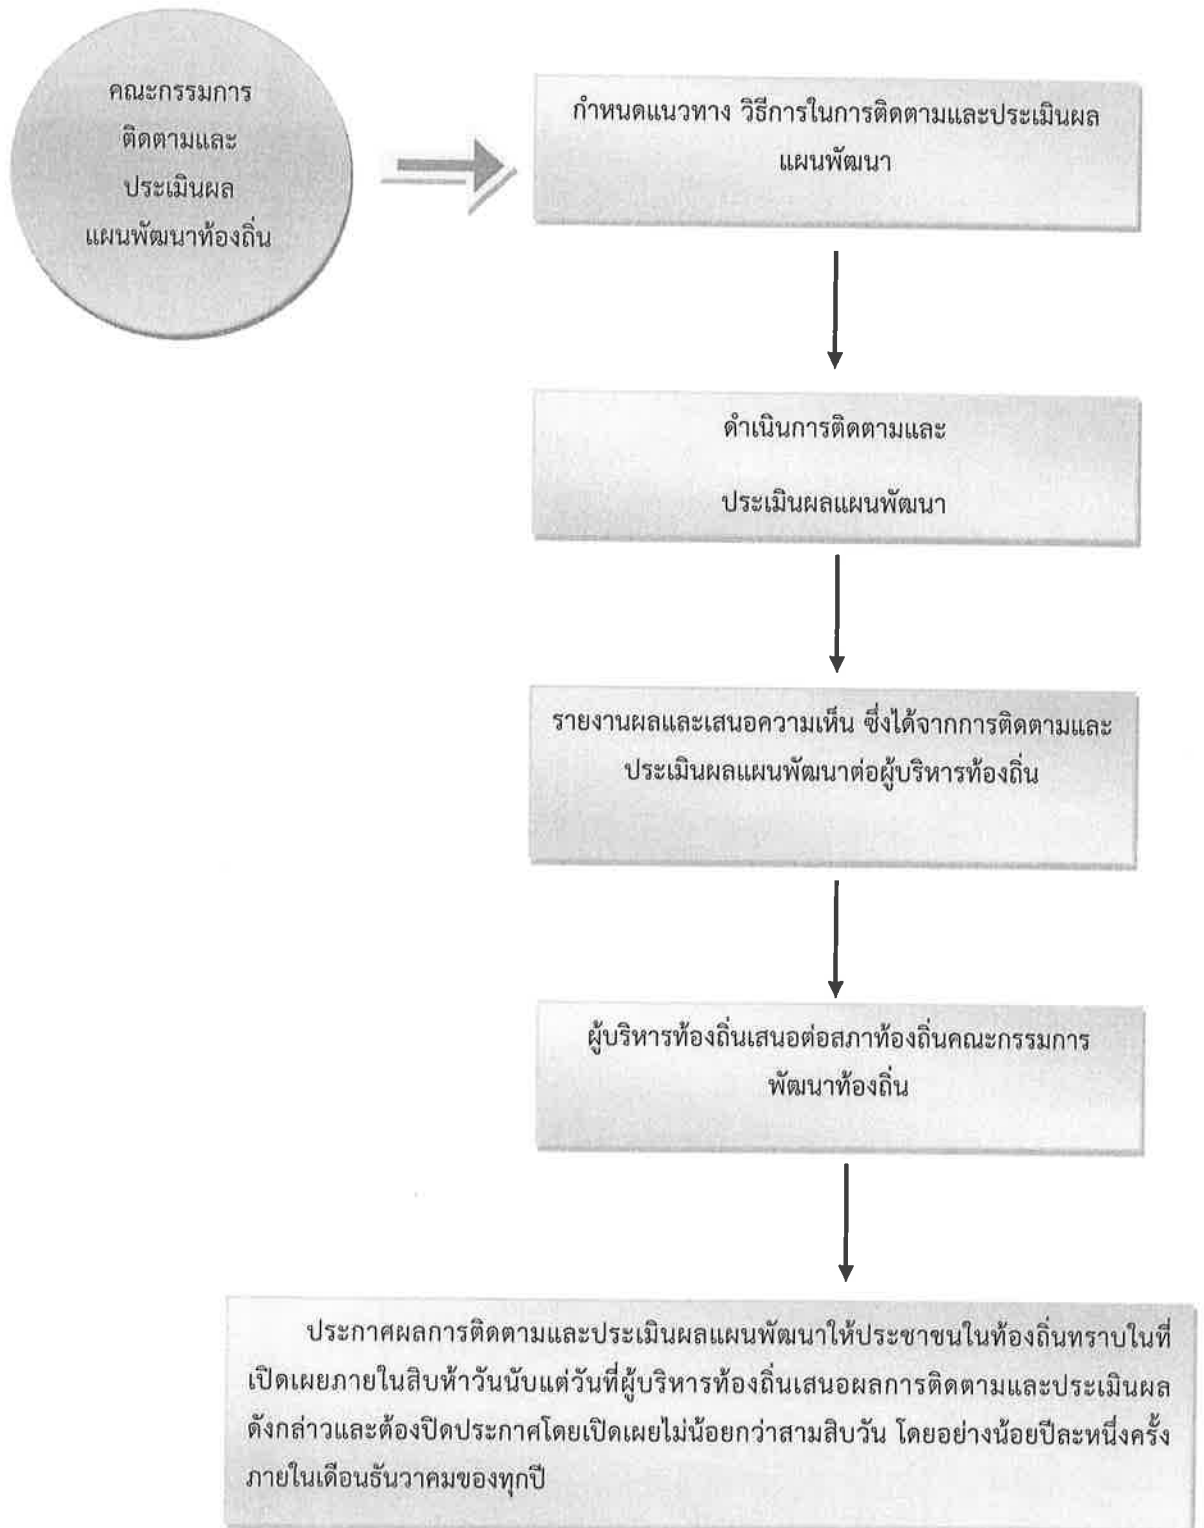 คณะกรรมการ
ติดตามและ
ประเมินผล
แผนพัฒนาท้องถิ่น
กำหนดแนวทาง วิธีการในการติดตามและประเมินผล
แผนพัฒนา
ดำเนินการติดตามและ
ประเมินผลแผนพัฒนา
รายงานผลและเสนอความเห็น ซึ่งได้จากการติดตามและ
ประเมินผลแผนพัฒนาต่อผู้บริหารท้องถิ่น
ผู้บริหารท้องถิ่นเสนอต่อสภาท้องถิ่นคณะกรรมการ
พัฒนาท้องถิ่น
ประกาศผลการติดตามและประเมินผลแผนพัฒนาให้ประชาชนในท้องถิ่นทราบในที่
เปิดเผยภายในสิบห้าวันนับแต่วันที่ผู้บริหารท้องถิ่นเสนอผลการติดตามและประเมินผล
ดังกล่าวและต้องปิดประกาศโดยเปิดเผยไม่น้อยกว่าสามสิบวัน โดยอย่างน้อยปีละหนึ่งครั้ง
ภายในเดือนธันวาคมของทุกปี